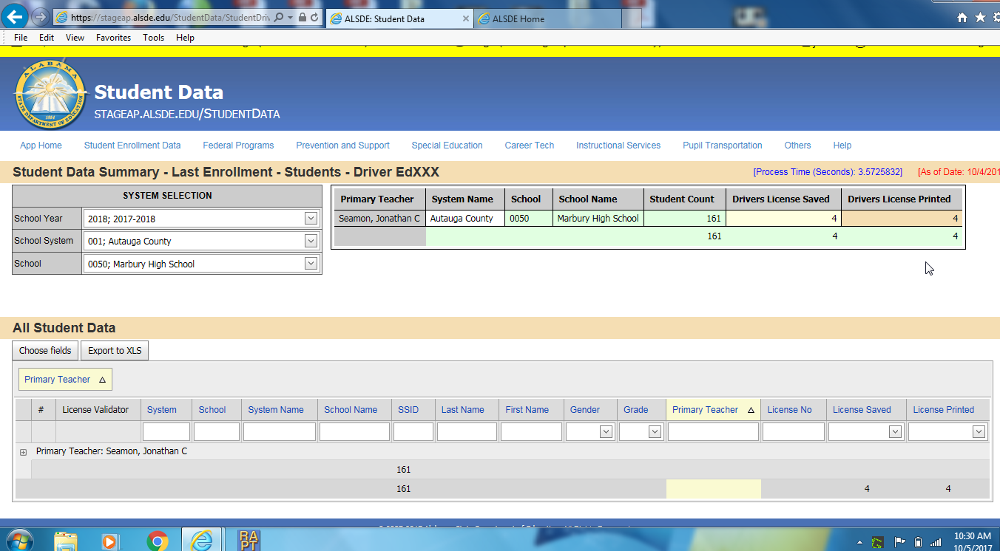 https://stageap.alsde.edu/StudentData/StudentDriv
ALSDE: Student Data
ALSDE Home
File Edit View Favorites Tools Help
ALABAMA
STATE DEPARTMENT OF EDUCATION
Student Data
STAGEAP.ALSDE.EDU/STUDENTDATA
App Home Student Enrollment Data Federal Programs Prevention and Support Special Education Career Tech Instructional Services Pupil Transportation Others Help
Student Data Summary - Last Enrollment - Students - Driver EdXXX [Process Time (Seconds): 3.5725832] [As of Date: 10/4/201
SYSTEM SELECTION
School Year 2018; 2017-2018
School System 001; Autauga County
School 0050; Marbury High School
Primary Teacher System Name School School Name Student Count Drivers License Saved Drivers License Printed
Seamon, Jonathan C Autauga County 0050 Marbury High School 161 4 4
161 4 4
All Student Data
Choose fields Export to XLS
Primary Teacher
# License Validator System School System Name School Name SSID Last Name First Name Gender Grade Primary Teacher License No License Saved License Printed
Primary Teacher: Seamon, Jonathan C
161
161 4 4
RA
PT
10:30 AM
10/5/2017